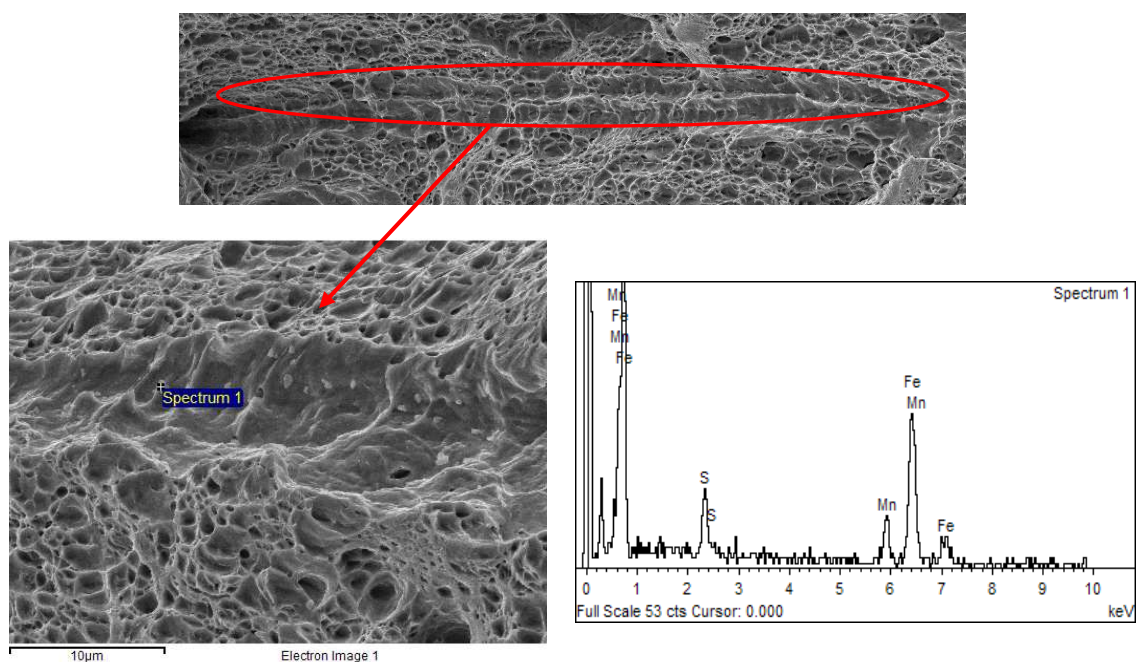 Spectrum 1
10µm
Electron Image 1
Spectrum 1
Mn
Fe
Mn
Fe
Fe
Mn
S
S
Mn
Fe
0 1 2 3 4 5 6 7 8 9 10
Full Scale 53 cts Cursor: 0.000 keV